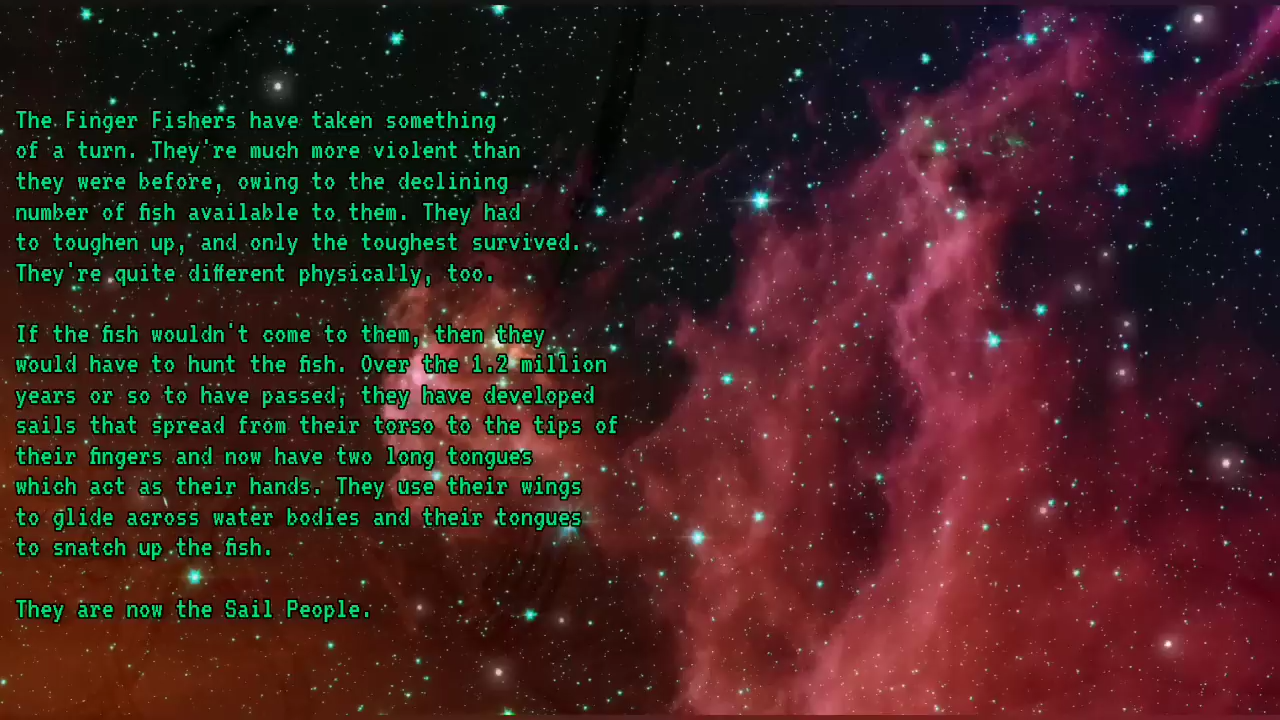 The Finger Fishers have taken something
of a turn. They're much more violent than
they were before, owing to the declining
number of fish available to them. They had
to toughen up, and only the toughest survived.
They're quite different physically, too.
If the fish wouldn't come to them, then they
would have to hunt the fish. Over the 1.2 million
years or so to have passed, they have developed
sails that spread from their torso to the tips of
their fingers and now have two long tongues
which act as their hands. They use their wings
to glide across water bodies and their tongues
to snatch up the fish.
They are now the Sail People.